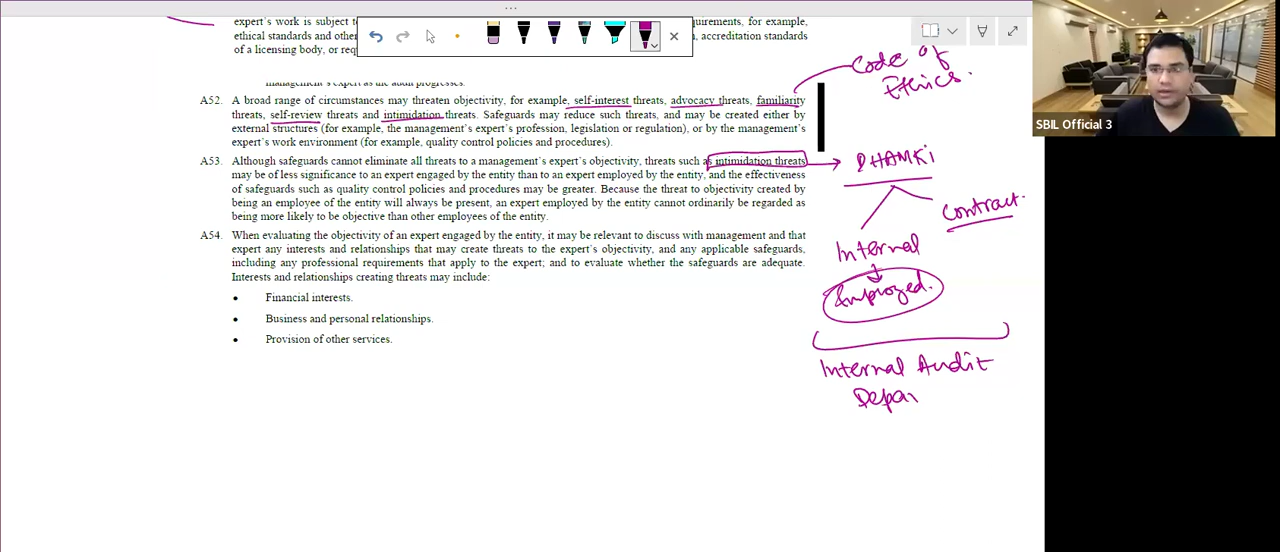 ...
expert's work is subject to
uirements, for example,
ethical standards and other
, accreditation standards
of a licensing body, or req
management's expert as the audit progresses.
Code of
Ethics.
A52. A broad range of circumstances may threaten objectivity, for example, self-interest threats, advocacy threats, familiarity
threats, self-review threats and intimidation threats. Safeguards may reduce such threats, and may be created either by
external structures (for example, the management's expert's profession, legislation or regulation), or by the management's
expert's work environment (for example, quality control policies and procedures).
A53. Although safeguards cannot eliminate all threats to a management's expert's objectivity, threats such as intimidation threats
may be of less significance to an expert engaged by the entity than to an expert employed by the entity, and the effectiveness
of safeguards such as quality control policies and procedures may be greater. Because the threat to objectivity created by
being an employee of the entity will always be present, an expert employed by the entity cannot ordinarily be regarded as
being more likely to be objective than other employees of the entity.
A54. When evaluating the objectivity of an expert engaged by the entity, it may be relevant to discuss with management and that
expert any interests and relationships that may create threats to the expert's objectivity, and any applicable safeguards,
including any professional requirements that apply to the expert; and to evaluate whether the safeguards are adequate.
Interests and relationships creating threats may include:
• Financial interests.
• Business and personal relationships.
• Provision of other services.
DHAMKI
Contract.
Internal
Employed.
Internal Audit
Depar
SBIL Official 3